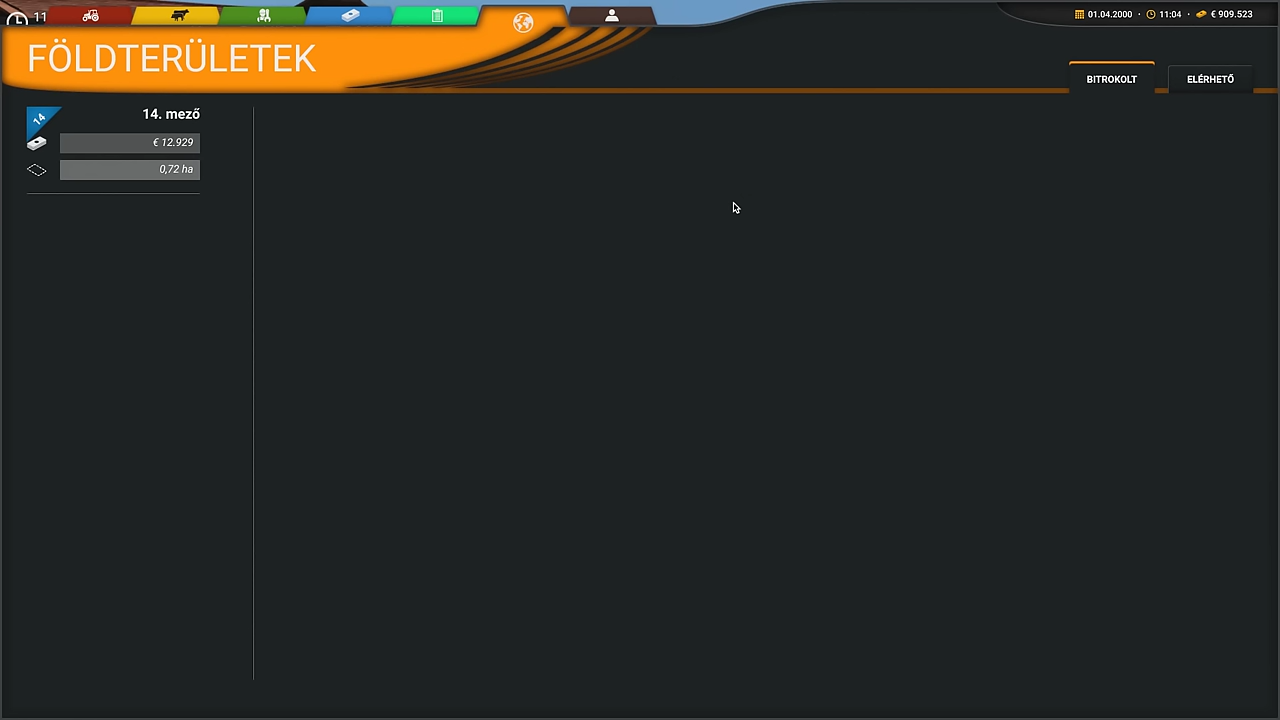 11
01.04.2000 · 11:04 · € 909.523
FÖLDTERÜLETEK
BITROKOLT
ELÉRHETŐ
14
14. mező
€ 12.929
0,72 ha